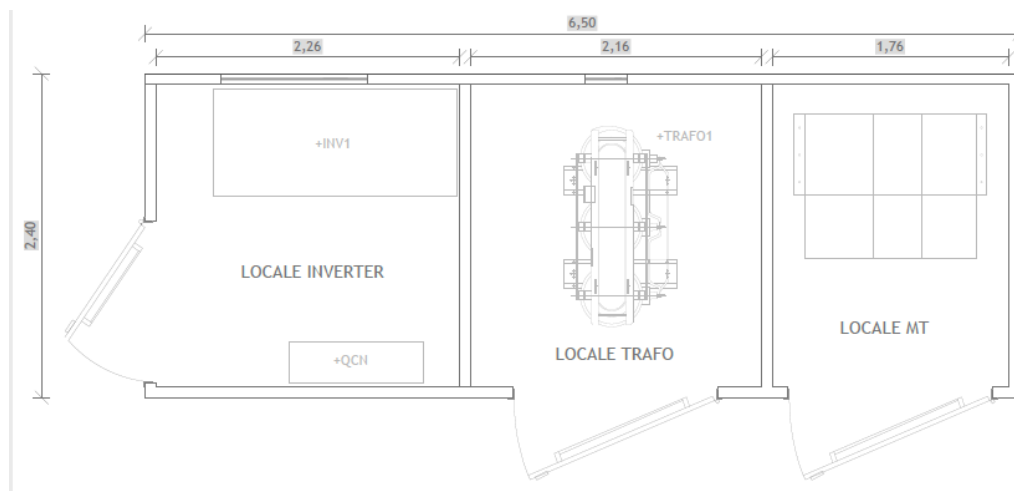 6,50
2,26
2,16
1,76
2,40
+INV1
+TRAFO1
LOCALE INVERTER
LOCALE MT
LOCALE TRAFO
+QCN